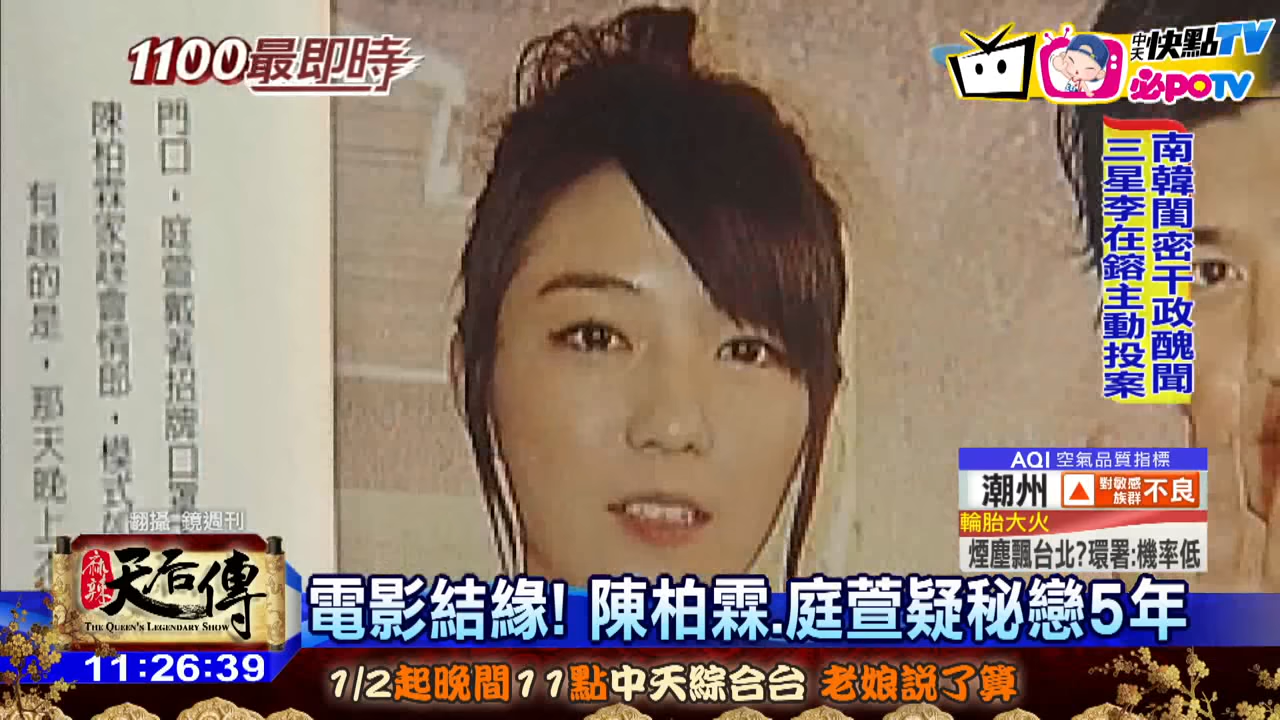 1100最即時
中天快點TV
必POTV
南韓閨密干政醜聞
三星李在鎔主動投案
門口，庭萱戴著招牌口罩
陳柏霖家趕會情郎，模式
有趣的是，那天晚上
翻攝 鏡週刊
AQI 空氣品質指標
潮州 對敏感族群 不良
輪胎大火
煙塵飄台北?環署:機率低
麻辣天后傳
THE QUEEN'S LEGENDARY SHOW
電影結緣! 陳柏霖.庭萱疑秘戀5年
11:26:39
1/2起晚間11點中天綜合台 老娘說了算